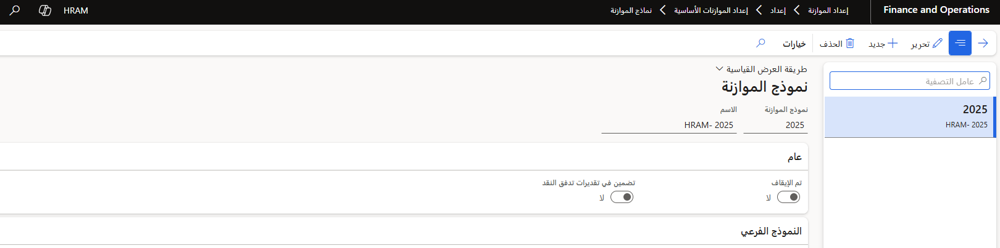 Finance and Operations
إعداد الموازنة
إعداد
إعداد الموازنات الأساسية
نماذج الموازنة
HRAM
تحرير
جديد
الحذف
خيارات
عامل التصفية
2025
HRAM- 2025
طريقة العرض القياسية
نموذج الموازنة
نموذج الموازنة
الاسم
2025
HRAM- 2025
عام
تم الإيقاف
تضمين في تقديرات تدفق النقد
لا
لا
النموذج الفرعي